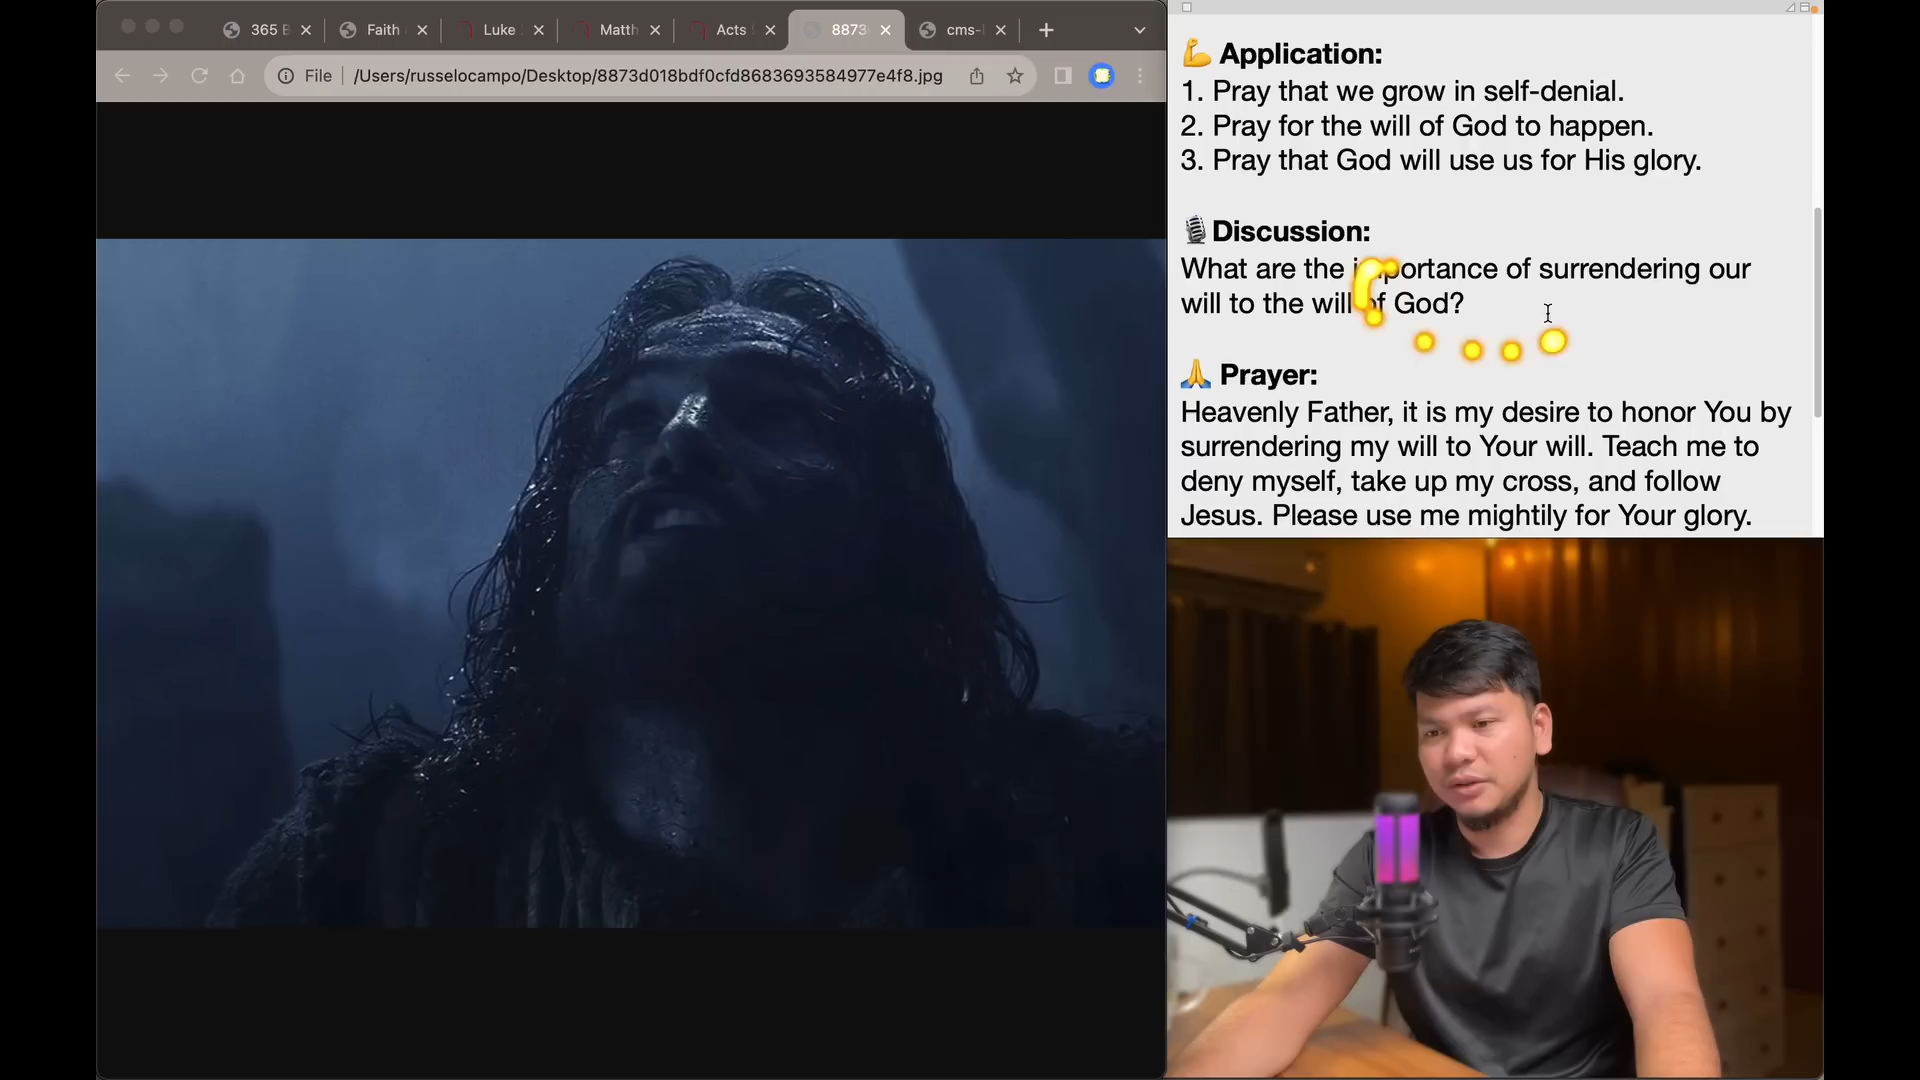 365 B
Faith
Luke
Matth
Acts
8873
cms-
File
/Users/russelocampo/Desktop/8873d018bdf0cfd8683693584977e4f8.jpg
Application:
1. Pray that we grow in self-denial.
2. Pray for the will of God to happen.
3. Pray that God will use us for His glory.
Discussion:
What are the importance of surrendering our
will to the will of God?
Prayer:
Heavenly Father, it is my desire to honor You by
surrendering my will to Your will. Teach me to
deny myself, take up my cross, and follow
Jesus. Please use me mightily for Your glory.